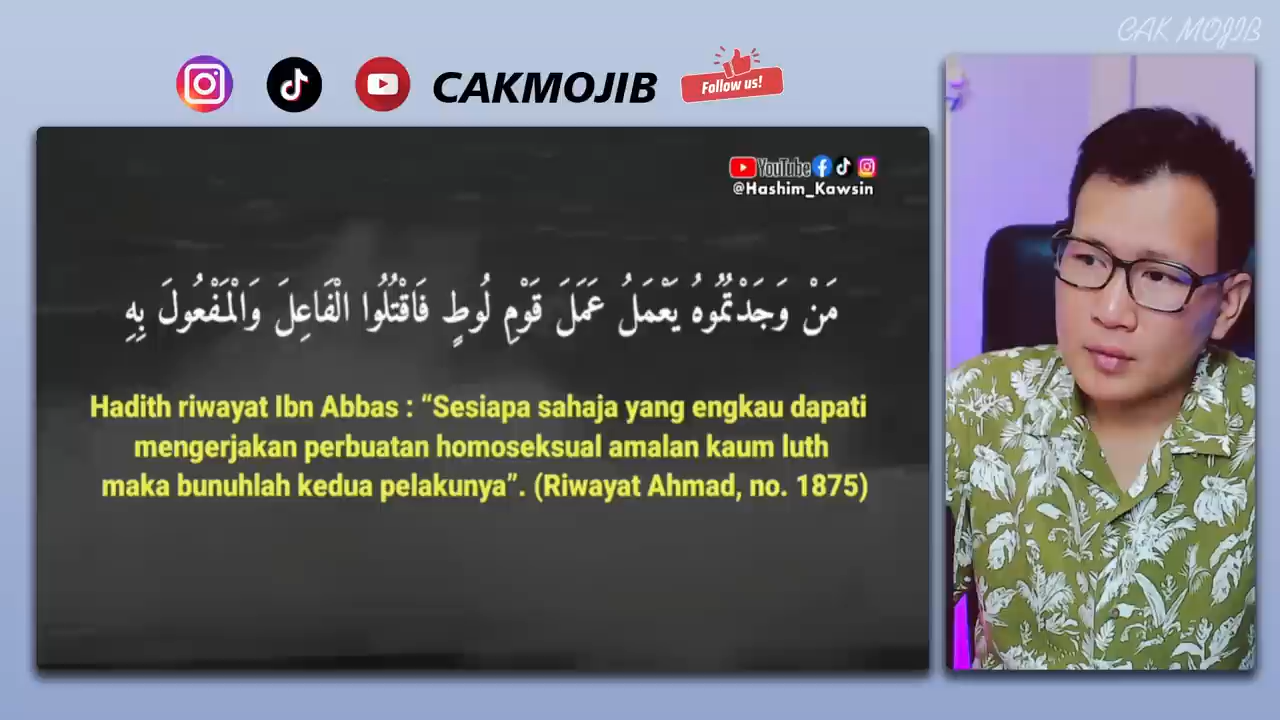 CAK MOJIB
CAKMOJIB
Follow us!
YouTube
@Hashim_Kawsin
مَنْ وَجَدْتُمُوهُ يَعْمَلُ عَمَلَ قَوْمِ لُوطٍ فَاقْتُلُوا الْفَاعِلَ وَالْمَفْعُولَ بِهِ
Hadith riwayat Ibn Abbas : “Sesiapa sahaja yang engkau dapati
mengerjakan perbuatan homoseksual amalan kaum luth
maka bunuhlah kedua pelakunya”. (Riwayat Ahmad, no. 1875)